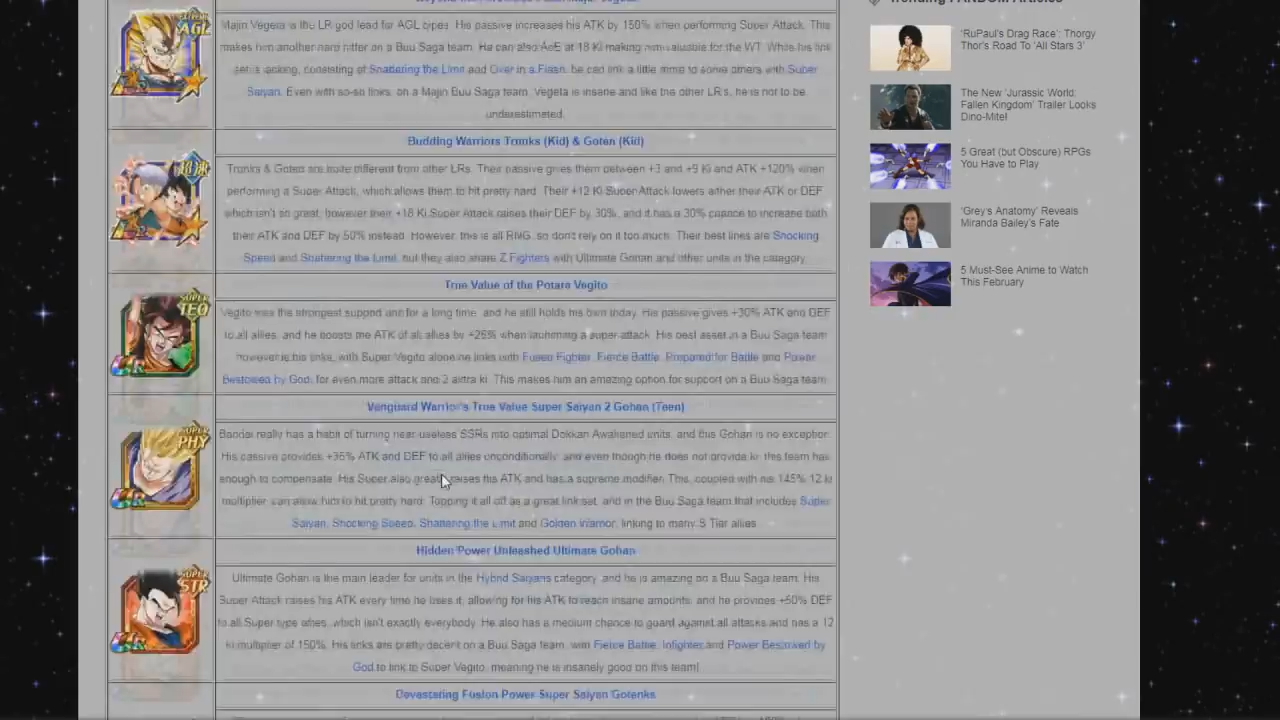 Trending FANDOM Articles
SUPER
AGL
Majin Vegeta is the LR god lead for AGL types. His passive increases his ATK by 150% when performing Super Attack. This
makes him another hard hitter on a Buu Saga team. He can also AoE at 18 Ki making him valuable for the WT. While his link
set is lacking, consisting of Shattering the Limit and Over in a Flash, he can link a little more to some others with Super
Saiyan. Even with so-so links, on a Majin Buu Saga team, Vegeta is insane and like the other LR's, he is not to be
underestimated.
'RuPaul's Drag Race': Thorgy
Thor's Road To 'All Stars 3'
The New 'Jurassic World:
Fallen Kingdom' Trailer Looks
Dino-Mite!
5 Great (but Obscure) RPGs
You Have to Play
'Grey's Anatomy' Reveals
Miranda Bailey's Fate
5 Must-See Anime to Watch
This February
Budding Warriors Trunks (Kid) & Goten (Kid)
LR
Trunks & Goten are quite different from other LRs. Their passive gives them between +3 and +9 Ki and ATK +120% when
performing a Super Attack, which allows them to hit pretty hard. Their +12 Ki Super Attack lowers either their ATK or DEF
which isn't so great, however their +18 Ki Super Attack raises their DEF by 30%, and it has a 30% chance to increase both
their ATK and DEF by 50% instead. However, this is all RNG, so don't rely on it too much. Their best links are Shocking
Speed and Shattering the Limit, but they also share Z Fighters with Ultimate Gohan and other units in the category.
True Value of the Potara Vegito
SUPER
TEQ
UR
Vegito was the strongest support unit for a long time, and he still holds his own today. His passive gives +30% ATK and DEF
to all allies, and he boosts the ATK of all allies by +25% when launching a super attack. His best asset in a Buu Saga team
however is his links, with Super Vegito alone he links with Fused Fighter, Fierce Battle, Prepared for Battle and Power
Bestowed by God, for even more attack and 2 extra ki. This makes him an amazing option for support on a Buu Saga team.
Vanguard Warrior's True Value Super Saiyan 2 Gohan (Teen)
SUPER
PHY
UR
Bandai really has a habit of turning near-useless SSRs into optimal Dokkan Awakened units, and this Gohan is no exception.
His passive provides +35% ATK and DEF to all allies unconditionally, and even though he does not provide ki, this team has
enough to compensate. His Super also greatly raises his ATK and has a supreme modifier. This, coupled with his 145% 12 ki
multiplier can allow him to hit pretty hard. Topping it all off is a great link set, and in the Buu Saga team that includes Super
Saiyan, Shocking Speed, Shattering the Limit and Golden Warrior, linking to many S Tier allies.
Hidden Power Unleashed Ultimate Gohan
SUPER
STR
UR
Ultimate Gohan is the main leader for units in the Hybrid Saiyans category, and he is amazing on a Buu Saga team. His
Super Attack raises his ATK every time he uses it, allowing for his ATK to reach insane amounts, and he provides +50% DEF
to all Super type allies, which isn't exactly everybody. He also has a medium chance to guard against all attacks and has a 12
ki multiplier of 150%. His links are pretty decent on a Buu Saga team, with Fierce Battle, Infighter and Power Bestowed by
God to link to Super Vegito, meaning he is insanely good on this team!
Devastating Fusion Power Super Saiyan Gotenks